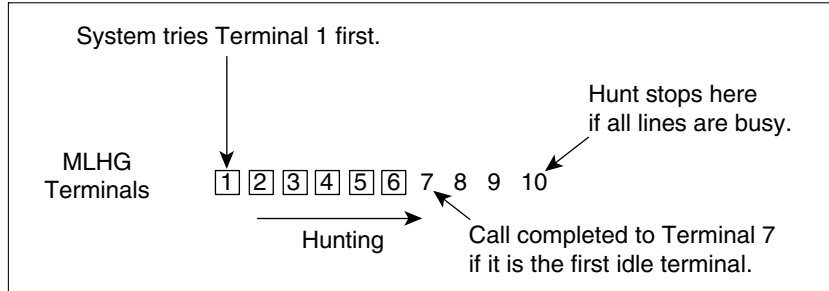 System tries Terminal 1 first.
Hunt stops here
if all lines are busy.
MLHG
Terminals
1 2 3 4 5 6 7 8 9 10
Hunting
Call completed to Terminal 7
if it is the first idle terminal.